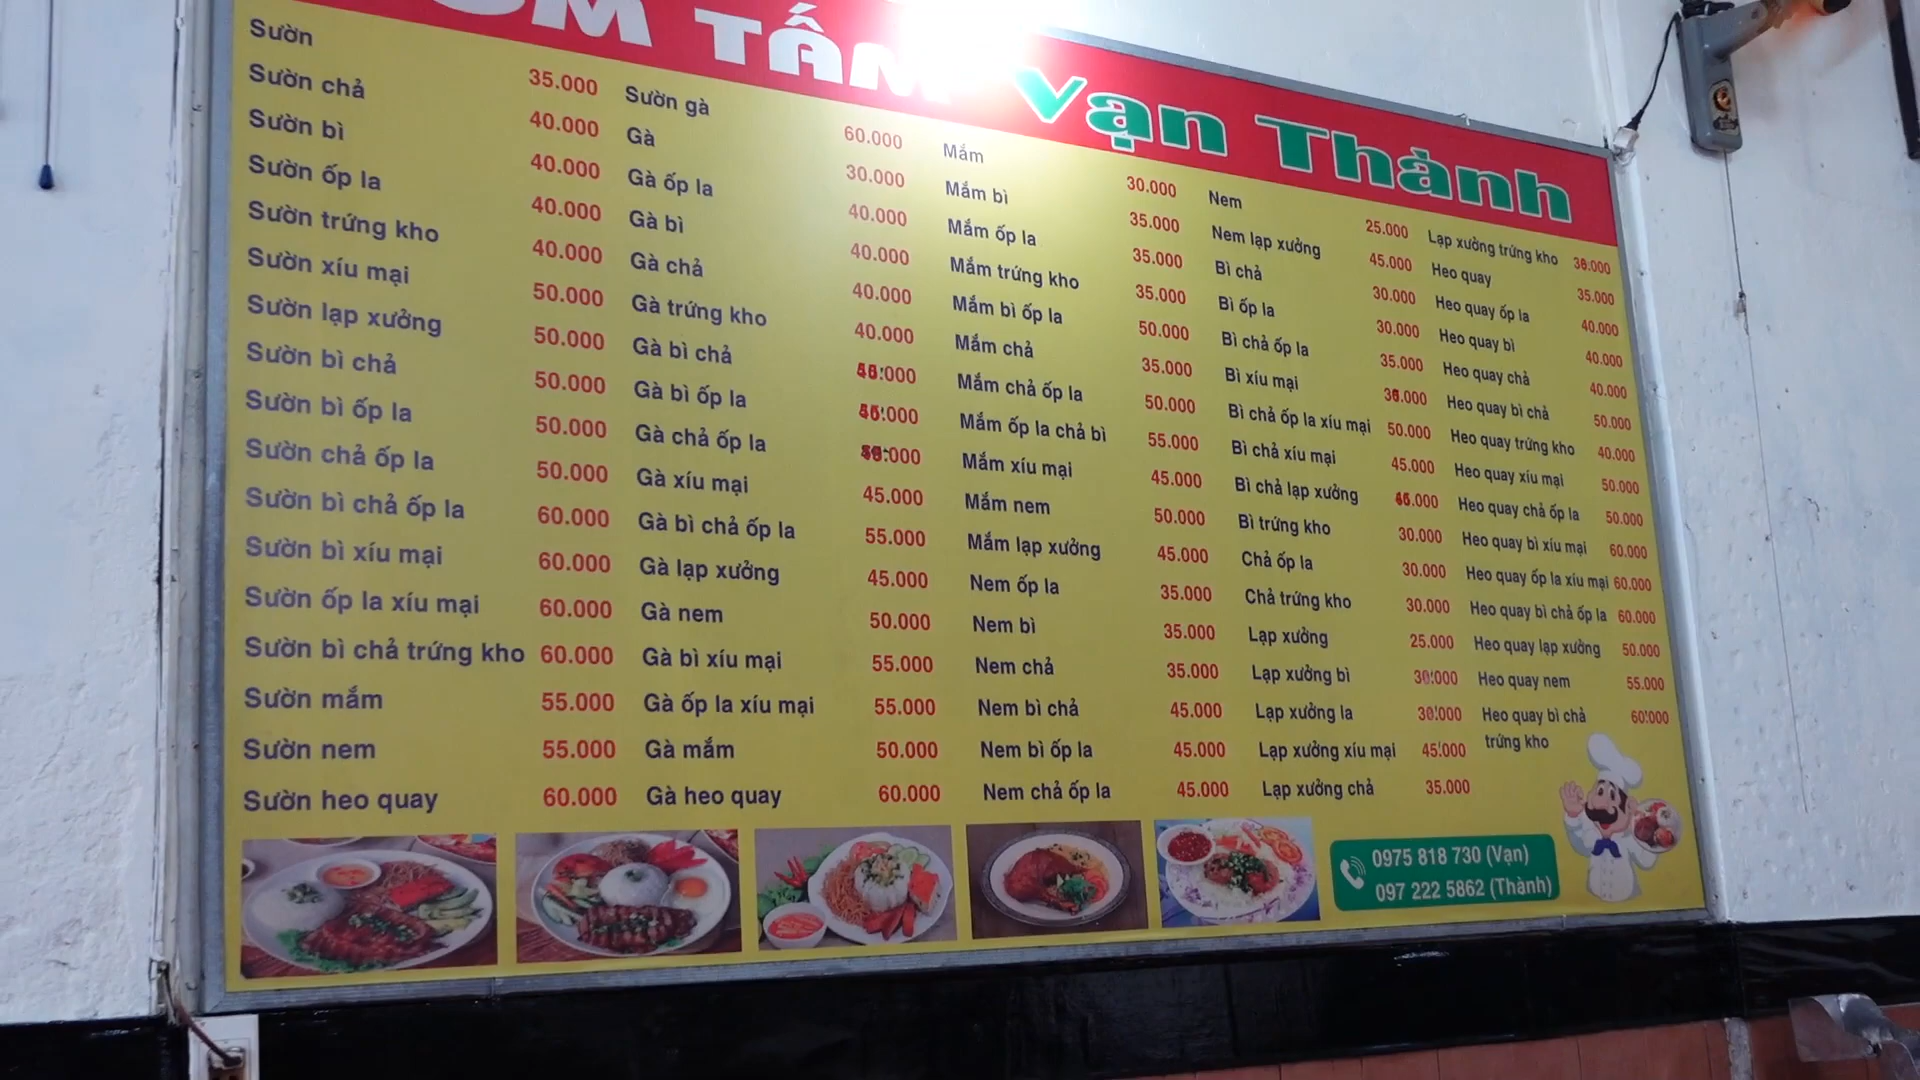 TẤM Vạn Thành
Sườn 35.000
Sườn chả 40.000
Sườn bì 40.000
Sườn ốp la 40.000
Sườn trứng kho 40.000
Sườn xíu mại 50.000
Sườn lạp xưởng 50.000
Sườn bì chả 50.000
Sườn bì ốp la 50.000
Sườn chả ốp la 50.000
Sườn bì chả ốp la 60.000
Sườn bì xíu mại 60.000
Sườn ốp la xíu mại 60.000
Sườn bì chả trứng kho 60.000
Sườn mắm 55.000
Sườn nem 55.000
Sườn heo quay 60.000
Sườn gà 60.000
Gà 30.000
Gà ốp la 40.000
Gà bì 40.000
Gà chả 40.000
Gà trứng kho 40.000
Gà bì chả
Gà bì ốp la
Gà chả ốp la
Gà xíu mại 45.000
Gà bì chả ốp la 55.000
Gà lạp xưởng 45.000
Gà nem 50.000
Gà bì xíu mại 55.000
Gà ốp la xíu mại 55.000
Gà mắm 50.000
Gà heo quay 60.000
Mắm 30.000
Mắm bì 35.000
Mắm ốp la 35.000
Mắm trứng kho 35.000
Mắm bì ốp la 50.000
Mắm chả 35.000
Mắm chả ốp la 50.000
Mắm ốp la chả bì 55.000
Mắm xíu mại 45.000
Mắm nem 50.000
Mắm lạp xưởng 45.000
Nem ốp la 35.000
Nem bì 35.000
Nem chả 35.000
Nem bì chả 45.000
Nem bì ốp la 45.000
Nem chả ốp la 45.000
Nem 25.000
Nem lạp xưởng 45.000
Bì chả 30.000
Bì ốp la 30.000
Bì chả ốp la 35.000
Bì xíu mại
Bì chả ốp la xíu mại 50.000
Bì chả xíu mại 45.000
Bì chả lạp xưởng
Bì trứng kho 30.000
Chả ốp la 30.000
Chả trứng kho 30.000
Lạp xưởng 25.000
Lạp xưởng bì 30.000
Lạp xưởng la 30.000
Lạp xưởng xíu mại 45.000
Lạp xưởng chả 35.000
Lạp xưởng trứng kho
Heo quay 35.000
Heo quay ốp la 40.000
Heo quay bì 40.000
Heo quay chả 40.000
Heo quay bì chả 50.000
Heo quay trứng kho 40.000
Heo quay xíu mại 50.000
Heo quay chả ốp la 50.000
Heo quay bì xíu mại 60.000
Heo quay ốp la xíu mại 60.000
Heo quay bì chả ốp la 60.000
Heo quay lạp xưởng 50.000
Heo quay nem 55.000
Heo quay bì chả 60.000
trứng kho
0975 818 730 (Vạn)
097 222 5862 (Thành)